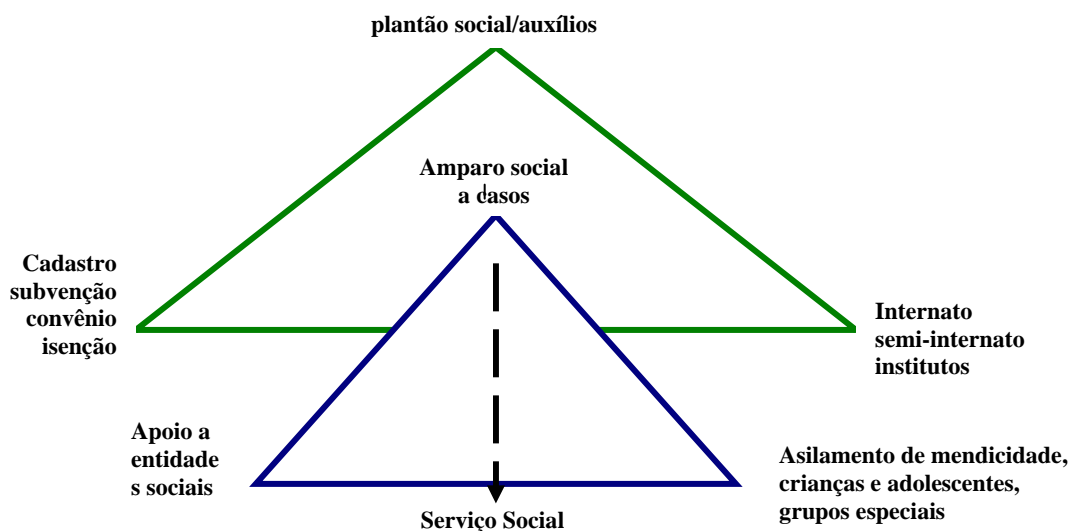 plantão social/auxílios
Amparo social
a casos
Cadastro
subvenção
convênio
isenção
Internato
semi-internato
institutos
Apoio a
entidade
s sociais
Asilamento de mendicidade,
crianças e adolescentes,
grupos especiais
Serviço Social